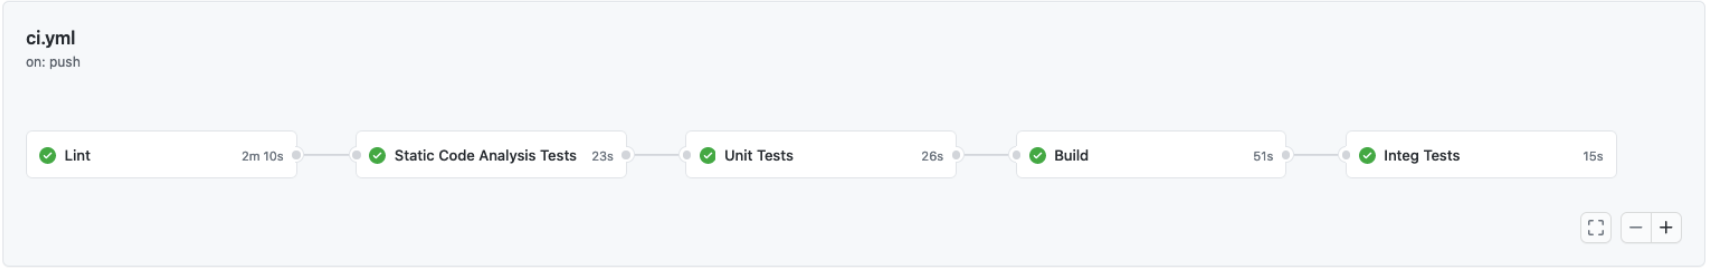 ci.yml
on: push
Lint 2m 10s
Static Code Analysis Tests 23s
Unit Tests 26s
Build 51s
Integ Tests 15s